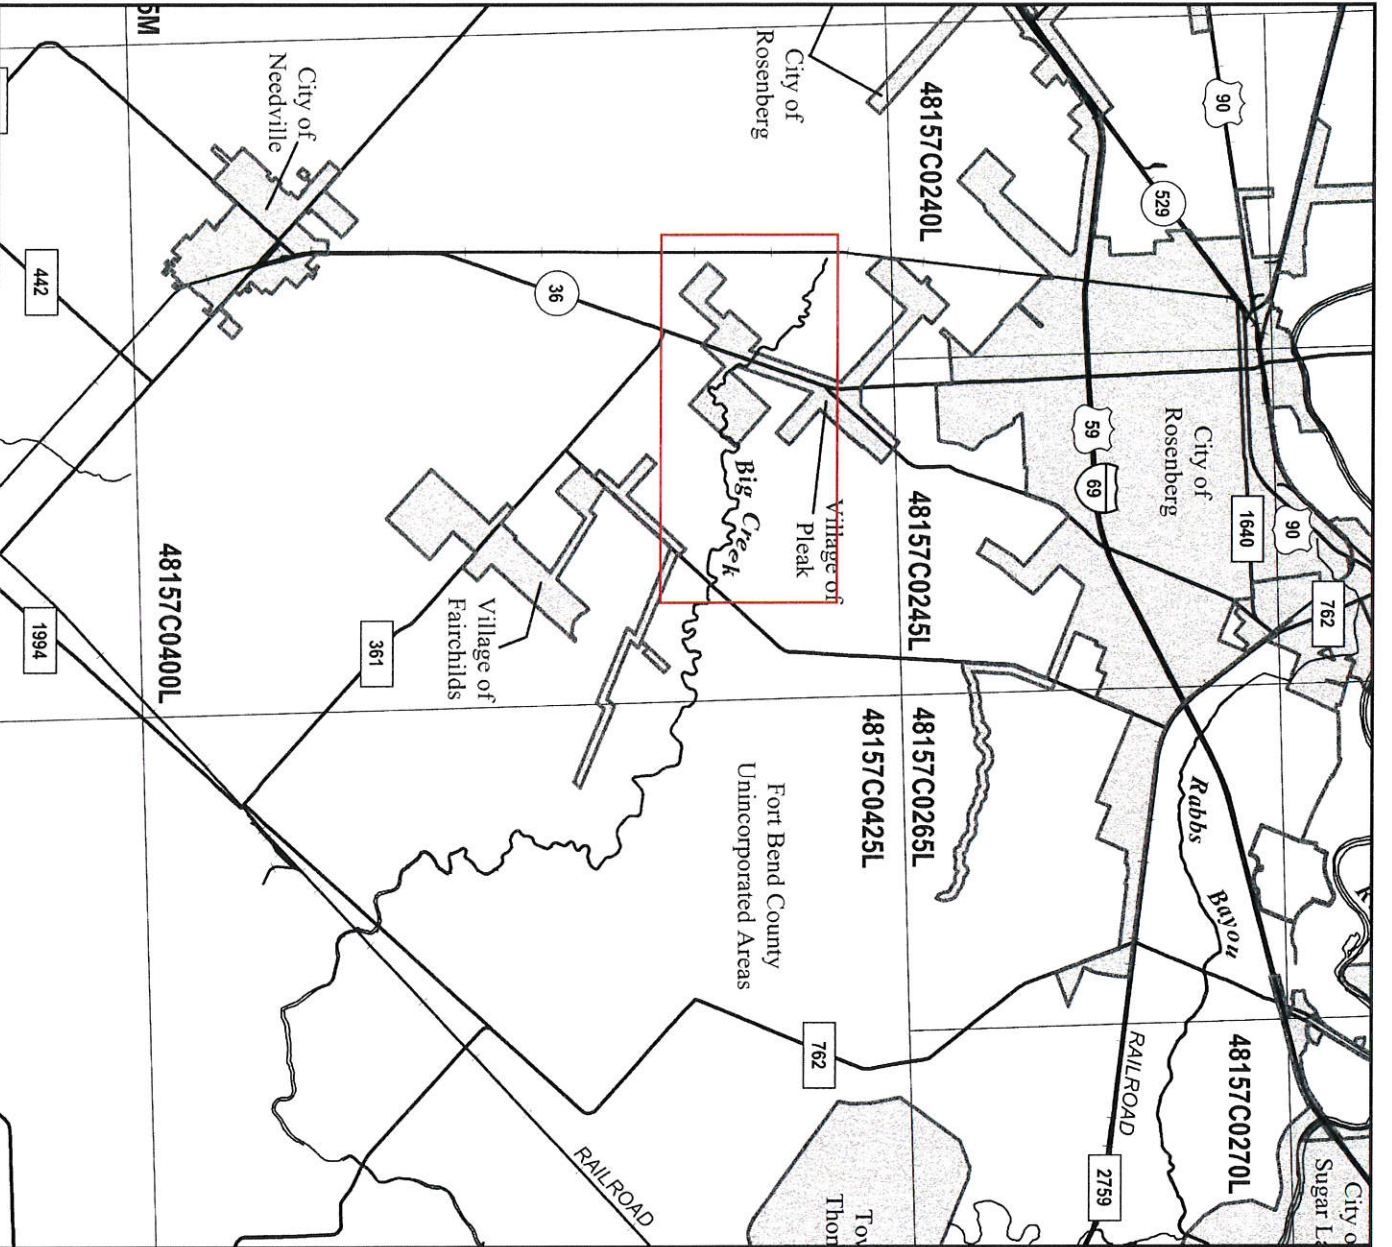 City of
Rosenberg
48157C0240L
90
529
City of
Needville
442
36
City of
Rosenberg
59
69
1640
90
762
Village of
Pleak
Big Creek
48157C0245L
48157C0400L
1994
361
Village of
Fairchilds
48157C0265L
48157C0425L
Rabbs Bayou
Fort Bend County
Unincorporated Areas
762
RAILROAD
48157C0270L
2759
RAILROAD
City o
Sugar La
Tow
Thom
5M